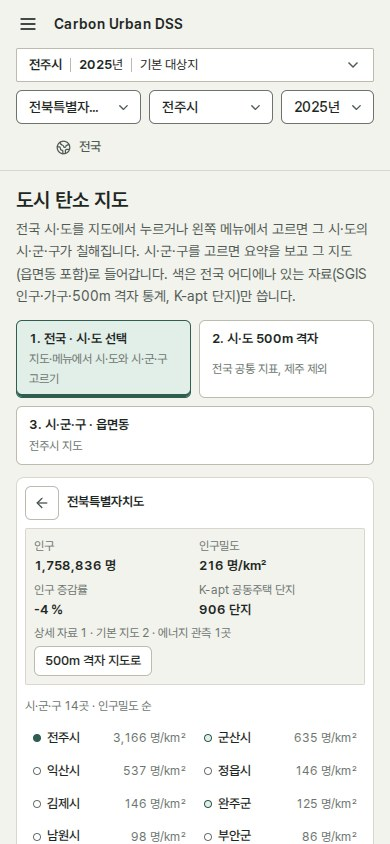 Carbon Urban DSS
전주시 | 2025년 | 기본 대상지
전북특별자... 전주시 2025년
전국
도시 탄소 지도
전국 시·도를 지도에서 누르거나 왼쪽 메뉴에서 고르면 그 시·도의
시·군·구가 칠해집니다. 시·군·구를 고르면 요약을 보고 그 지도
(읍면동 포함)로 들어갑니다. 색은 전국 어디에나 있는 자료(SGIS
인구·가구·500m 격자 통계, K-apt 단지)만 씁니다.
1. 전국 · 시·도 선택
지도·메뉴에서 시·도와 시·군·구
고르기
2. 시·도 500m 격자
전국 공통 지표, 제주 제외
3. 시·군·구 · 읍면동
전주시 지도
전북특별자치도
인구 인구밀도
1,758,836 명 216 명/km²
인구 증감률 K-apt 공동주택 단지
-4 % 906 단지
상세 자료 1 · 기본 지도 2 · 에너지 관측 1곳
500m 격자 지도로
시·군·구 14곳 · 인구밀도 순
전주시 3,166 명/km² 군산시 635 명/km²
익산시 537 명/km² 정읍시 146 명/km²
김제시 146 명/km² 완주군 125 명/km²
남원시 98 명/km² 부안군 86 명/km²